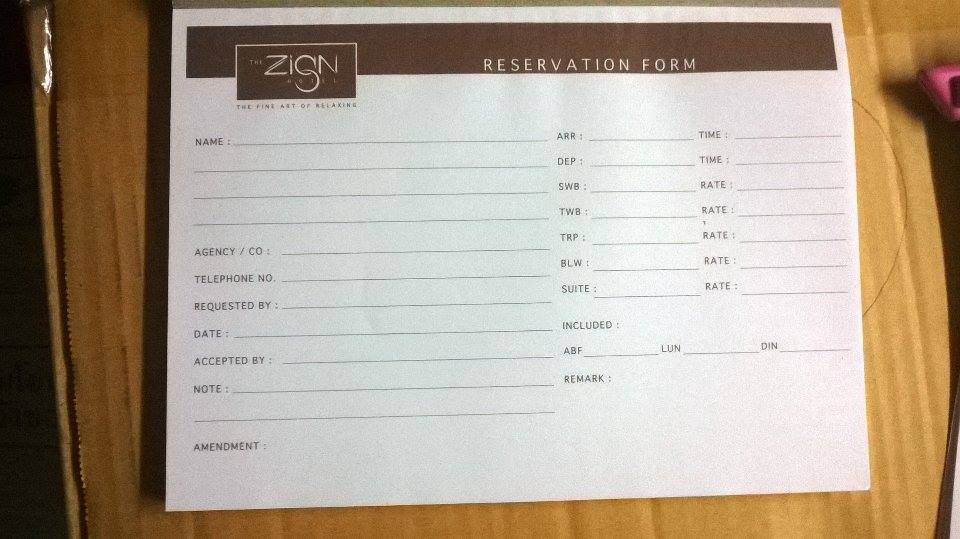 THE ZIGN
HOTEL
THE FINE ART OF RELAXING
RESERVATION FORM
NAME :
AGENCY / CO :
TELEPHONE NO.
REQUESTED BY :
DATE :
ACCEPTED BY :
NOTE :
AMENDMENT :
ARR : TIME :
DEP : TIME :
SWB : RATE :
TWB : RATE :
TRP : RATE :
BLW : RATE :
SUITE : RATE :
INCLUDED :
ABF LUN DIN
REMARK :